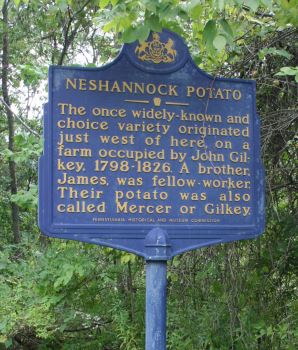 NESHANNOCK POTATO
The once widely-known and
choice variety originated
just west of here, on a
farm occupied by John Gil-
key, 1798-1826. A brother,
James, was fellow-worker.
Their potato was also
called Mercer or Gilkey.
PENNSYLVANIA HISTORICAL AND MUSEUM COMMISSION